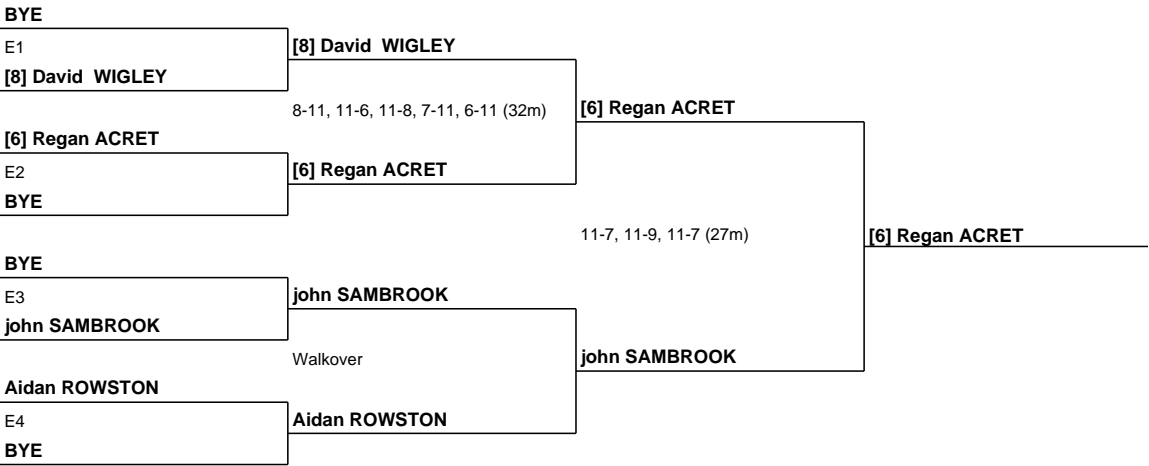 BYE
E1
[8] David  WIGLEY
[8] David  WIGLEY
8-11, 11-6, 11-8, 7-11, 6-11 (32m)
[6] Regan ACRET
[6] Regan ACRET
E2
[6] Regan ACRET
BYE
11-7, 11-9, 11-7 (27m)
[6] Regan ACRET
BYE
E3
john SAMBROOK
john SAMBROOK
Walkover
john SAMBROOK
Aidan ROWSTON
E4
Aidan ROWSTON
BYE